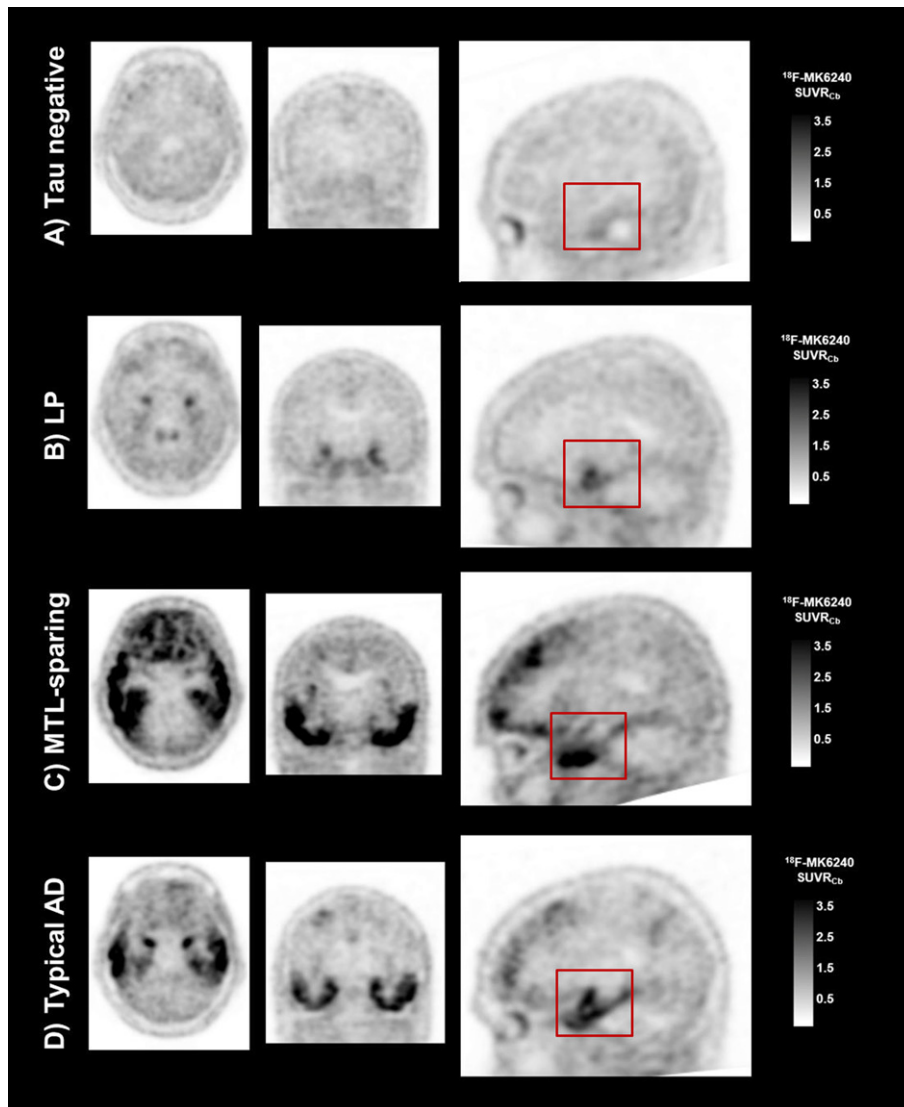 A) Tau negative
¹⁸F-MK6240
SUVR_Cb
3.5
2.5
1.5
0.5
B) LP
¹⁸F-MK6240
SUVR_Cb
3.5
2.5
1.5
0.5
C) MTL-sparing
¹⁸F-MK6240
SUVR_Cb
3.5
2.5
1.5
0.5
D) Typical AD
¹⁸F-MK6240
SUVR_Cb
3.5
2.5
1.5
0.5